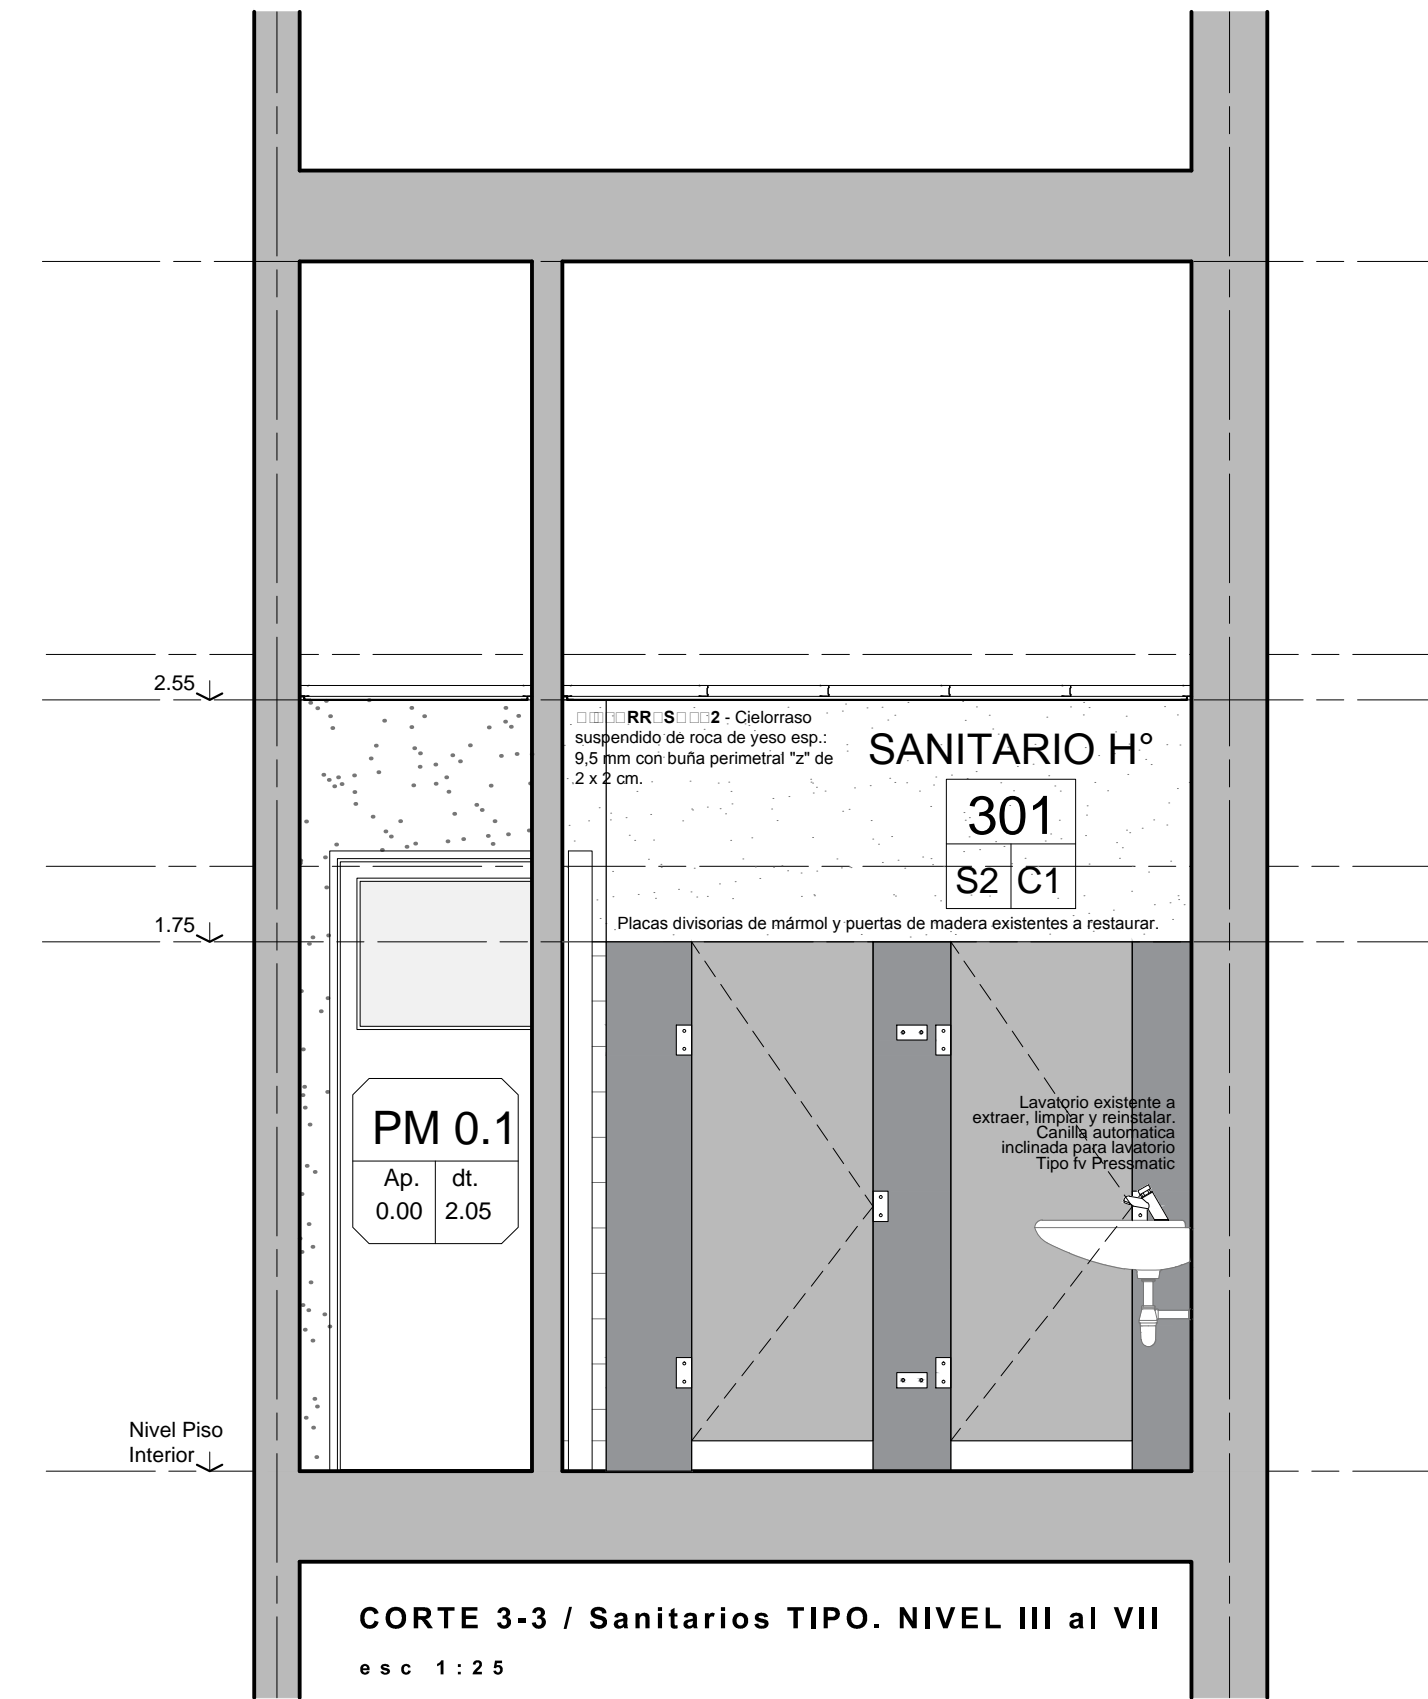 2.55
RR S 2 - Cielorraso
suspendido de roca de yeso esp.:
9,5 mm con buña perimetral "z" de
2 x 2 cm.
SANITARIO H°
301
S2 C1
1.75
Placas divisorias de mármol y puertas de madera existentes a restaurar.
PM 0.1
Ap. dt.
0.00 2.05
Lavatorio existente a
extraer, limpiar y reinstalar.
Canilla automatica
inclinada para lavatorio
Tipo fv Pressmatic
Nivel Piso
Interior
CORTE 3-3 / Sanitarios TIPO. NIVEL III al VII
esc 1:25